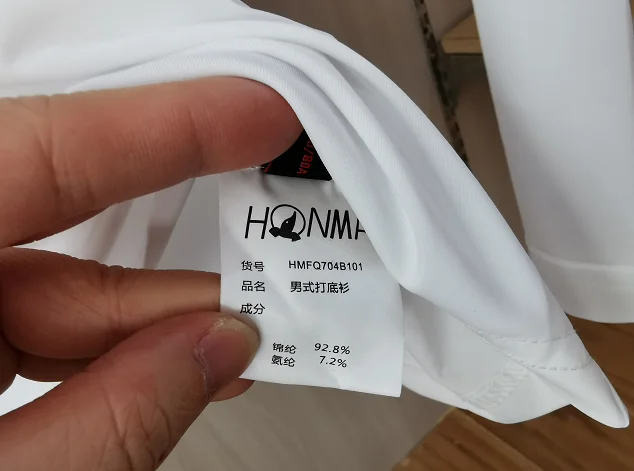 /80A
HONMA
货号 HMFQ704B101
品名 男式打底衫
成分
锦纶 92.8%
氨纶 7.2%